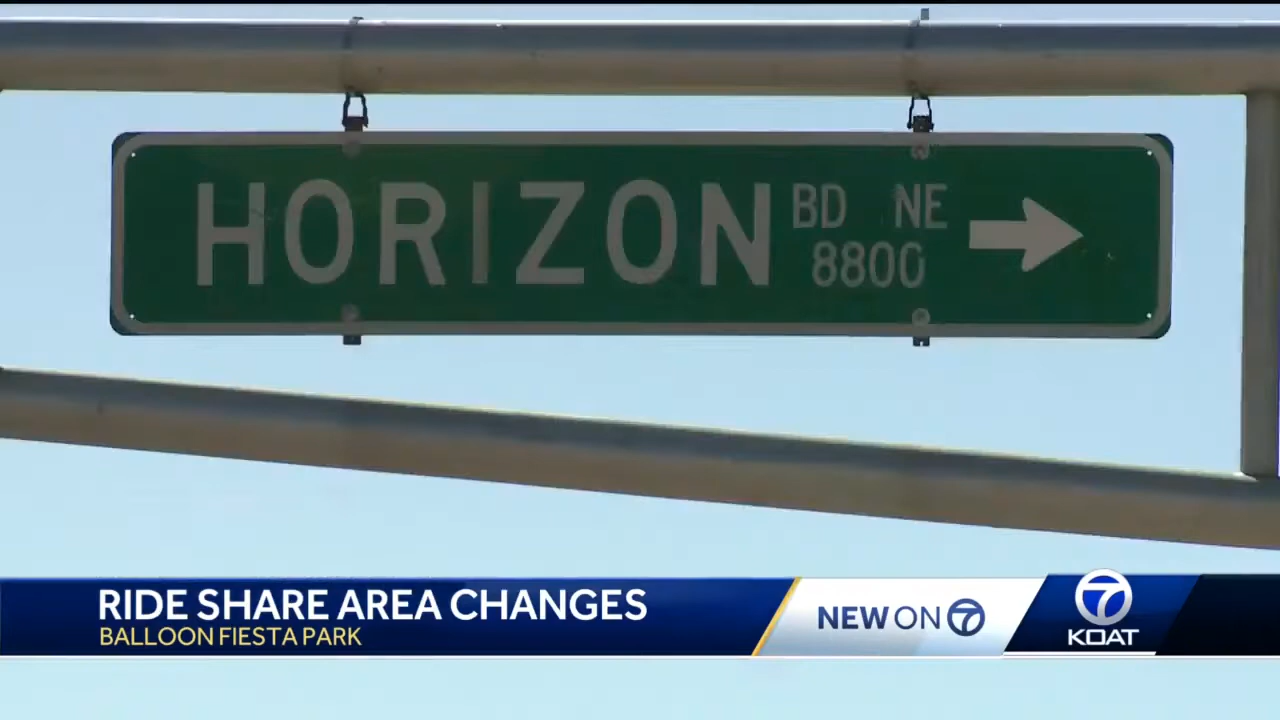 HORIZON BD NE
8800
RIDE SHARE AREA CHANGES
BALLOON FIESTA PARK
NEW ON 7
7
KOAT